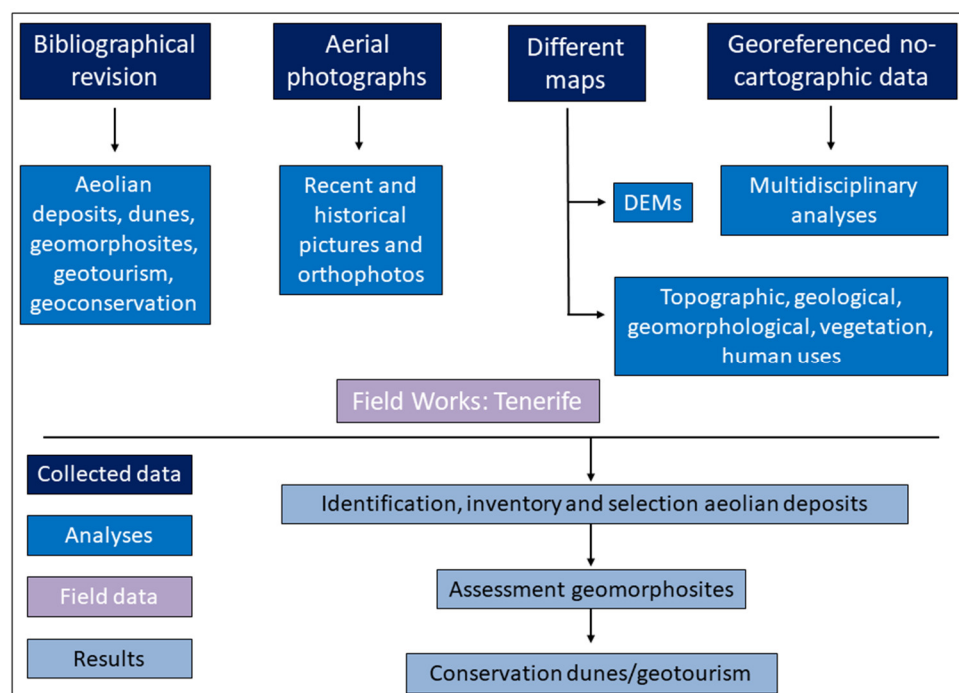 Bibliographical
revision
Aerial
photographs
Different
maps
Georeferenced no-
cartographic data
Aeolian
deposits, dunes,
geomorphosites,
geotourism,
geoconservation
Recent and
historical
pictures and
orthophotos
DEMs
Multidisciplinary
analyses
Topographic, geological,
geomorphological, vegetation,
human uses
Field Works: Tenerife
Collected data
Analyses
Field data
Results
Identification, inventory and selection aeolian deposits
Assessment geomorphosites
Conservation dunes/geotourism